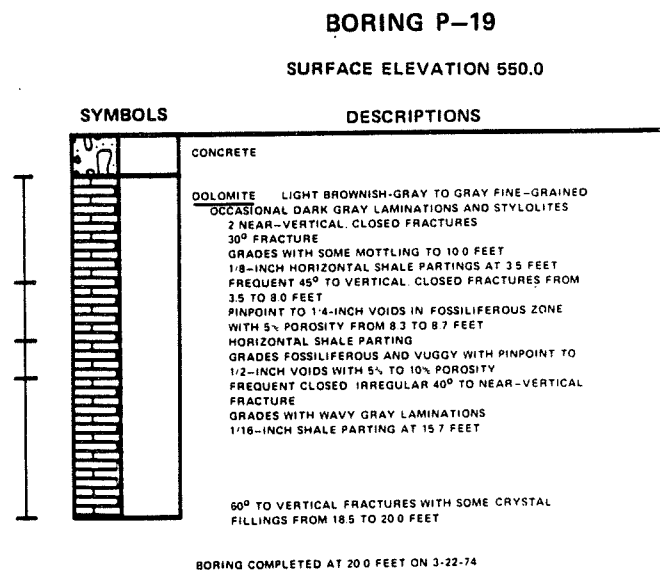 BORING P-19
SURFACE ELEVATION 550.0
SYMBOLS DESCRIPTIONS
CONCRETE
DOLOMITE LIGHT BROWNISH-GRAY TO GRAY FINE-GRAINED
OCCASIONAL DARK GRAY LAMINATIONS AND STYLOLITES
2 NEAR-VERTICAL, CLOSED FRACTURES
30° FRACTURE
GRADES WITH SOME MOTTLING TO 10.0 FEET
1/8-INCH HORIZONTAL SHALE PARTINGS AT 3.5 FEET
FREQUENT 45° TO VERTICAL, CLOSED FRACTURES FROM
3.5 TO 8.0 FEET
PINPOINT TO 1/4-INCH VOIDS IN FOSSILIFEROUS ZONE
WITH 5% POROSITY FROM 8.3 TO 8.7 FEET
HORIZONTAL SHALE PARTING
GRADES FOSSILIFEROUS AND VUGGY WITH PINPOINT TO
1/2-INCH VOIDS WITH 5% TO 10% POROSITY
FREQUENT CLOSED IRREGULAR 40° TO NEAR-VERTICAL
FRACTURE
GRADES WITH WAVY GRAY LAMINATIONS
1/16-INCH SHALE PARTING AT 15.7 FEET
60° TO VERTICAL FRACTURES WITH SOME CRYSTAL
FILLINGS FROM 18.5 TO 20.0 FEET
BORING COMPLETED AT 20.0 FEET ON 3-22-74